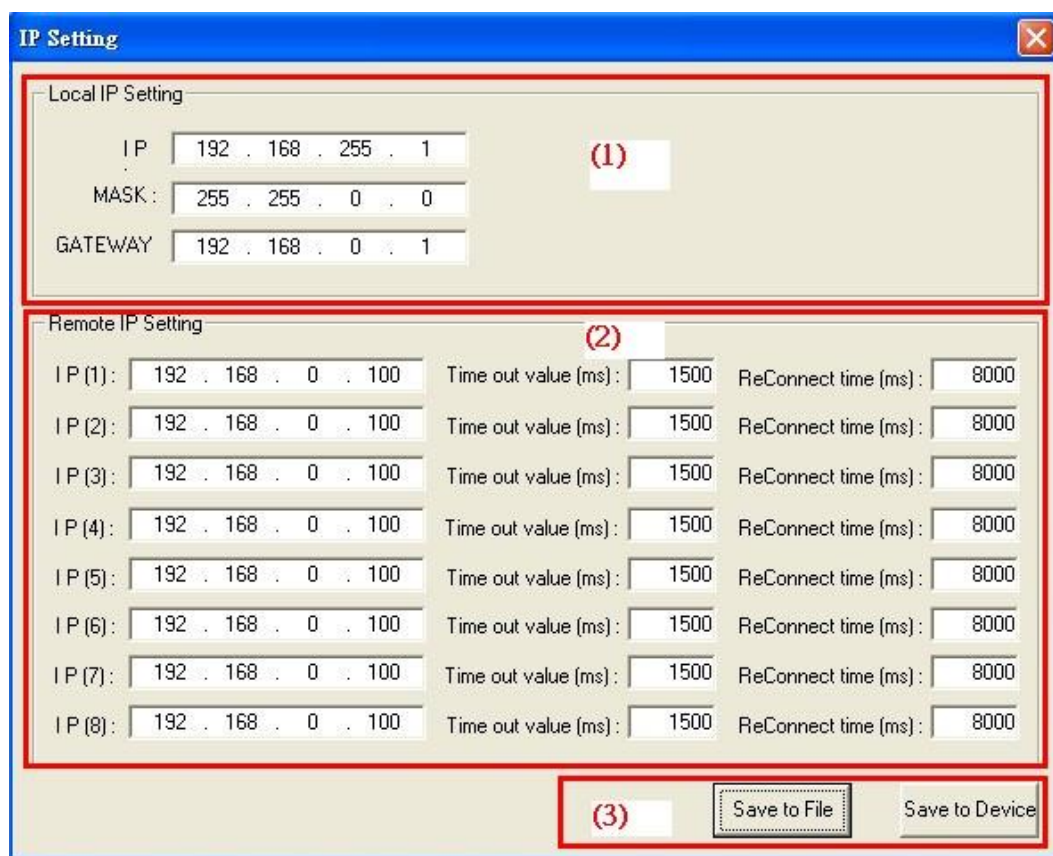 IP Setting
Local IP Setting
I P :
192 . 168 . 255 . 1
(1)
MASK :
255 . 255 . 0 . 0
GATEWAY
192 . 168 . 0 . 1
Remote IP Setting
(2)
I P (1) : 192 . 168 . 0 . 100 Time out value (ms) : 1500 ReConnect time (ms) : 8000
I P (2) : 192 . 168 . 0 . 100 Time out value (ms) : 1500 ReConnect time (ms) : 8000
I P (3) : 192 . 168 . 0 . 100 Time out value (ms) : 1500 ReConnect time (ms) : 8000
I P (4) : 192 . 168 . 0 . 100 Time out value (ms) : 1500 ReConnect time (ms) : 8000
I P (5) : 192 . 168 . 0 . 100 Time out value (ms) : 1500 ReConnect time (ms) : 8000
I P (6) : 192 . 168 . 0 . 100 Time out value (ms) : 1500 ReConnect time (ms) : 8000
I P (7) : 192 . 168 . 0 . 100 Time out value (ms) : 1500 ReConnect time (ms) : 8000
I P (8) : 192 . 168 . 0 . 100 Time out value (ms) : 1500 ReConnect time (ms) : 8000
(3) Save to File Save to Device